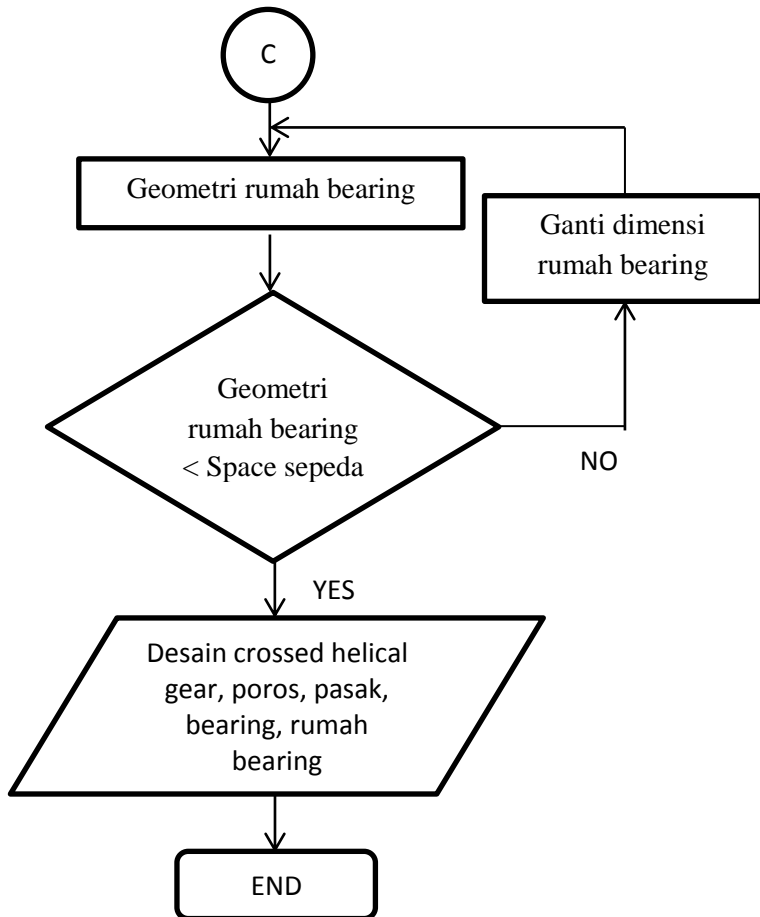 C
Geometri rumah bearing
Ganti dimensi
rumah bearing
Geometri
rumah bearing
< Space sepeda
NO
YES
Desain crossed helical
gear, poros, pasak,
bearing, rumah
bearing
END